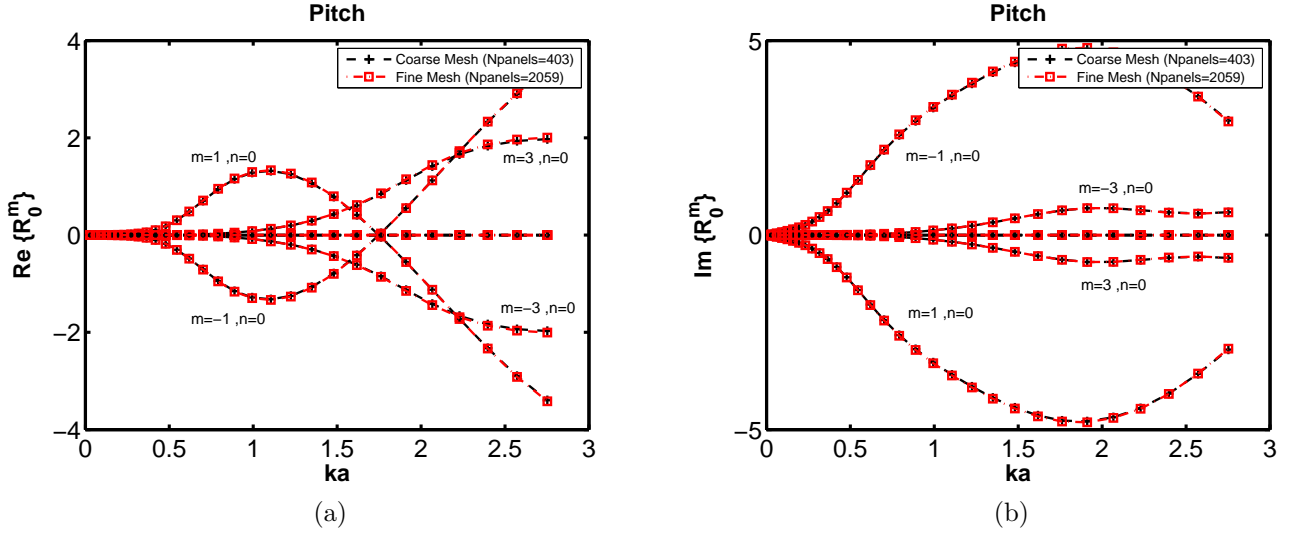 Pitch
4
2
0
−2
−4
Re {R₀ᵐ}
Coarse Mesh (Npanels=403)
Fine Mesh (Npanels=2059)
m=1 ,n=0
m=3 ,n=0
m=−1 ,n=0
m=−3 ,n=0
0 0.5 1 1.5 2 2.5 3
ka
(a)
Pitch
5
0
−5
Im {R₀ᵐ}
Coarse Mesh (Npanels=403)
Fine Mesh (Npanels=2059)
m=−1 ,n=0
m=−3 ,n=0
m=3 ,n=0
m=1 ,n=0
0 0.5 1 1.5 2 2.5 3
ka
(b)